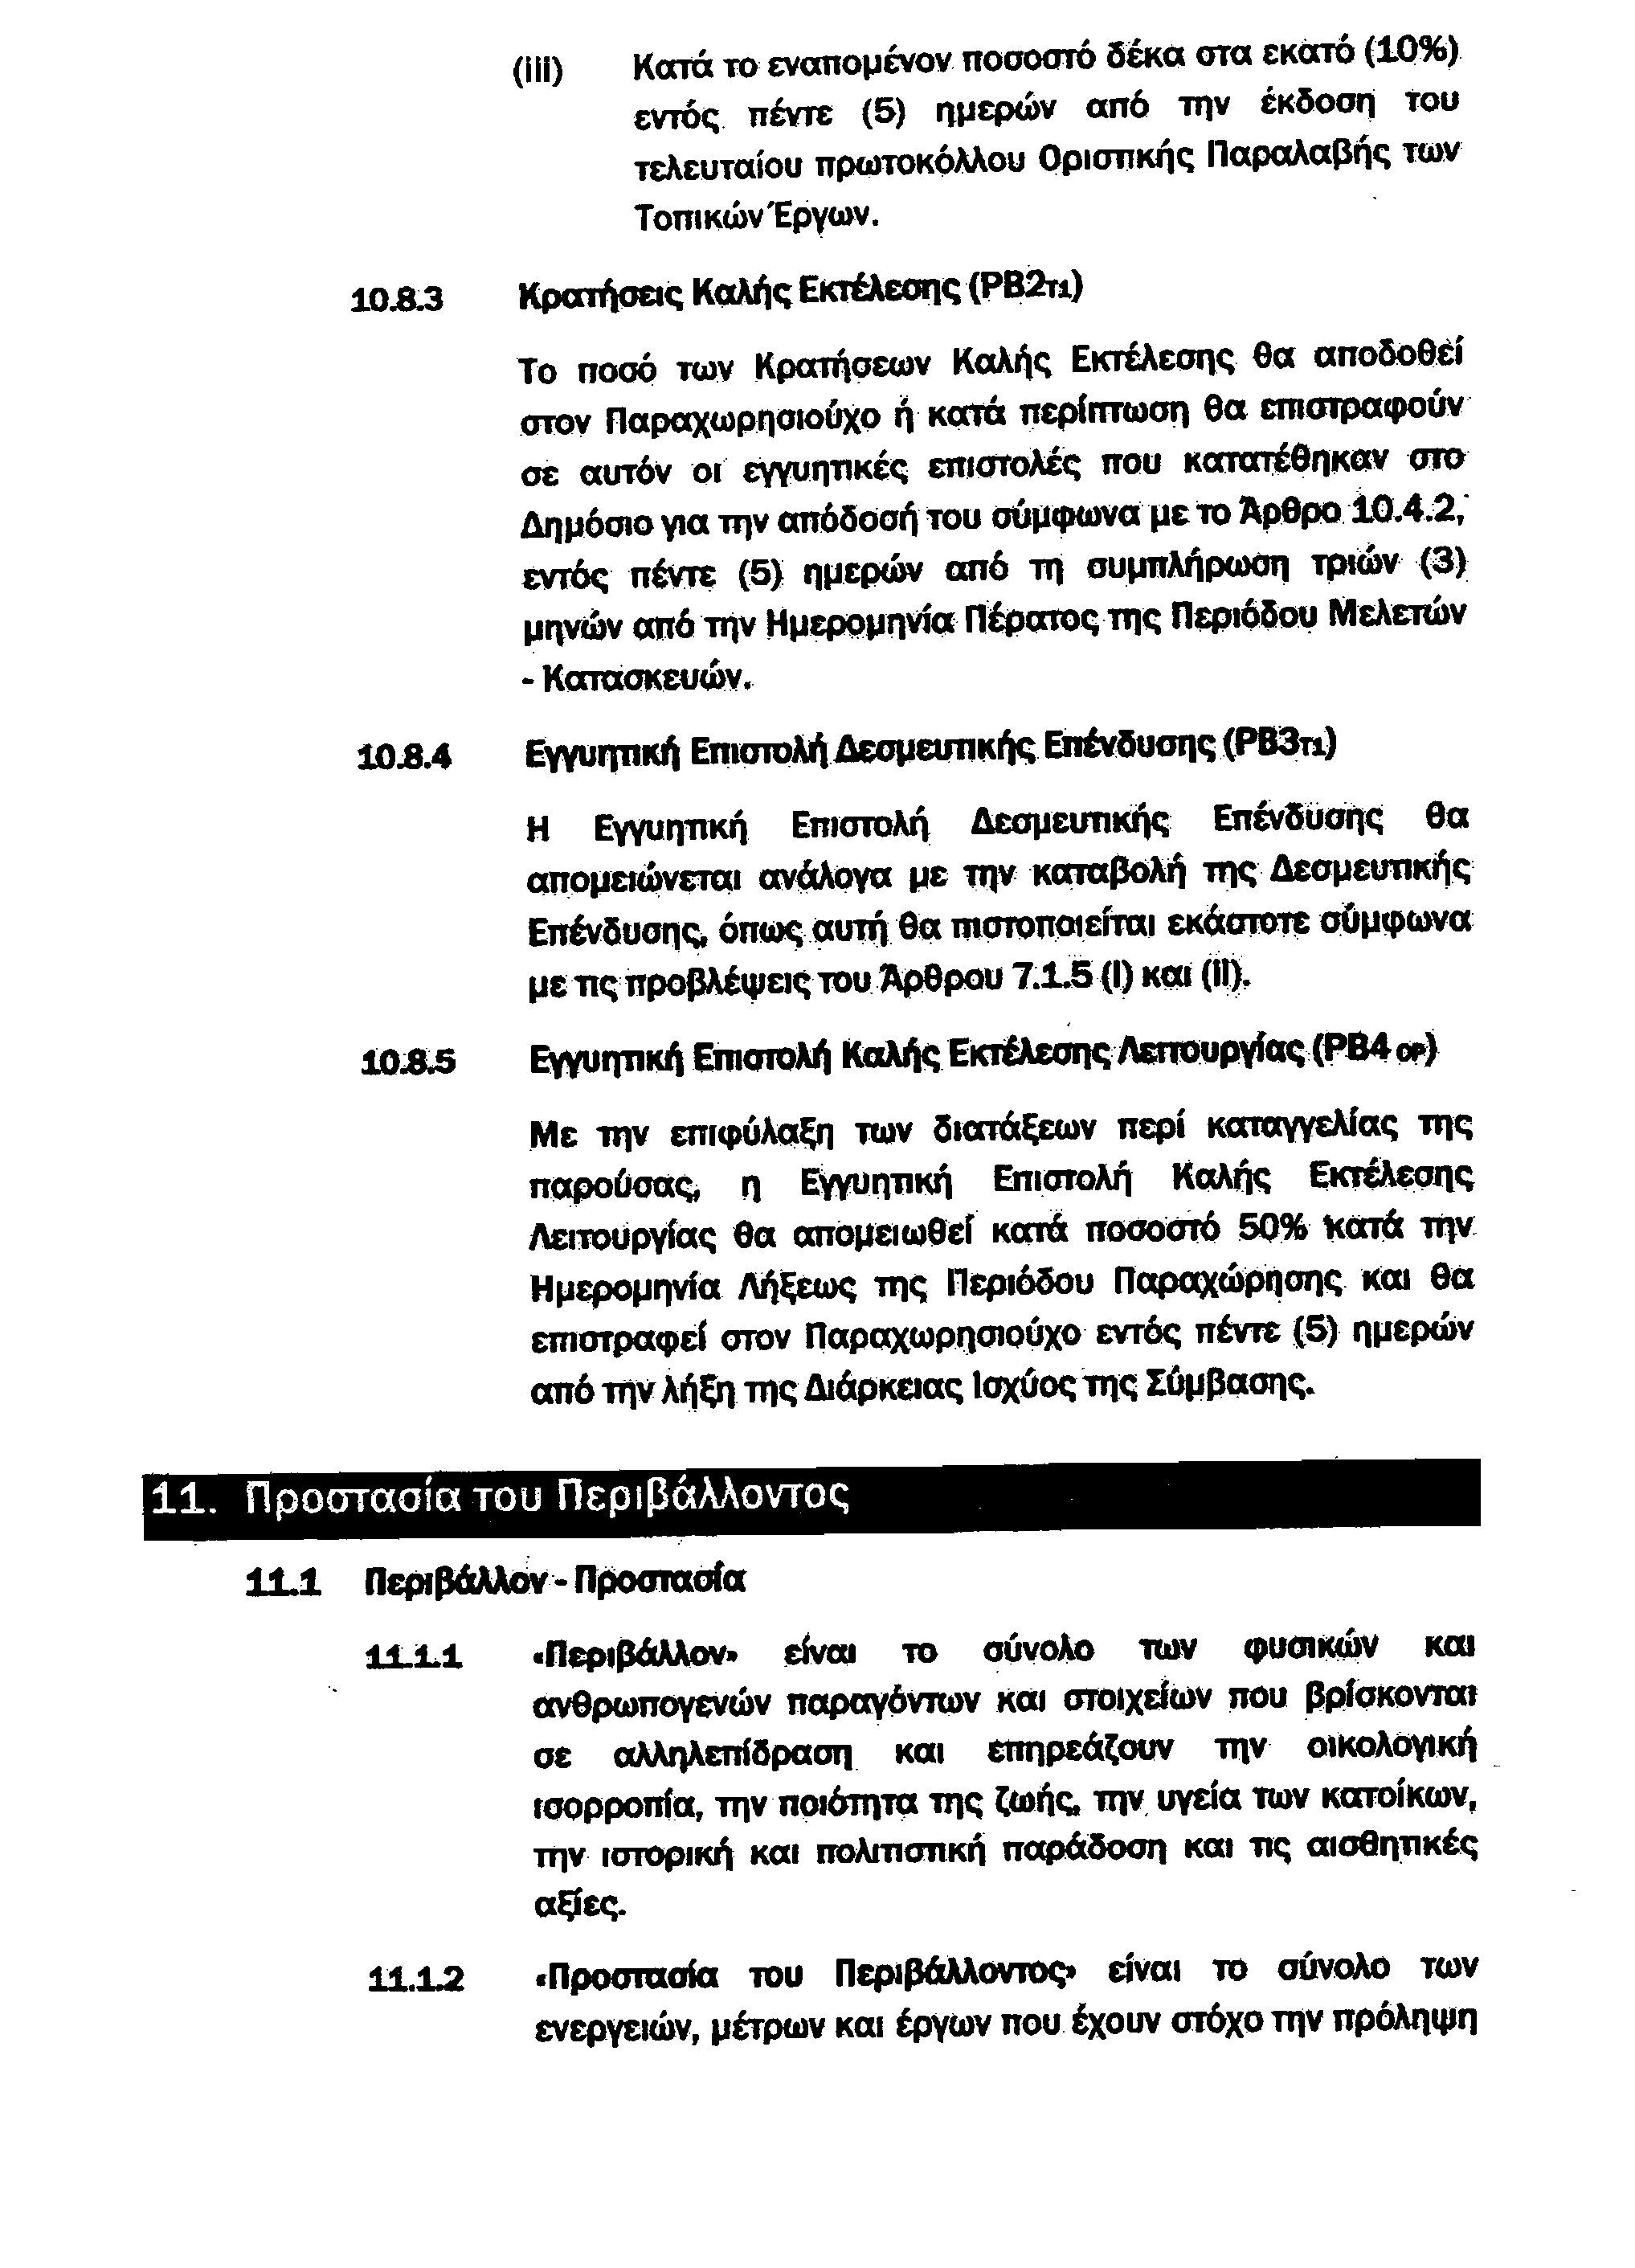 (iii) Κατά το εναπομένον ποσοστό δέκα στα εκατό (10%)
εντός πέντε (5) ημερών από την έκδοση του
τελευταίου πρωτοκόλλου Οριστικής Παραλαβής των
Τοπικών Έργων.
10.8.3 Κρατήσεις Καλής Εκτέλεσης (PB2T1)
Το ποσό των Κρατήσεων Καλής Εκτέλεσης θα αποδοθεί
στον Παραχωρησιούχο ή κατά περίπτωση θα επιστραφούν
σε αυτόν οι εγγυητικές επιστολές που κατατέθηκαν στο
Δημόσιο για την απόδοσή του σύμφωνα με το Άρθρο 10.4.2,
εντός πέντε (5) ημερών από τη συμπλήρωση τριών (3)
μηνών από την Ημερομηνία Πέρατος της Περιόδου Μελετών
- Κατασκευών.
10.8.4 Εγγυητική Επιστολή Δεσμευτικής Επένδυσης (PB3T1)
Η Εγγυητική Επιστολή Δεσμευτικής Επένδυσης θα
απομειώνεται ανάλογα με την καταβολή της Δεσμευτικής
Επένδυσης, όπως αυτή θα πιστοποιείται εκάστοτε σύμφωνα
με τις προβλέψεις του Άρθρου 7.1.5 (i) και (ii).
10.8.5 Εγγυητική Επιστολή Καλής Εκτέλεσης Λειτουργίας (PB4 OP)
Με την επιφύλαξη των διατάξεων περί καταγγελίας της
παρούσας, η Εγγυητική Επιστολή Καλής Εκτέλεσης
Λειτουργίας θα απομειωθεί κατά ποσοστό 50% κατά την
Ημερομηνία Λήξεως της Περιόδου Παραχώρησης και θα
επιστραφεί στον Παραχωρησιούχο εντός πέντε (5) ημερών
από την λήξη της Διάρκειας Ισχύος της Σύμβασης.
11. Προστασία του Περιβάλλοντος
11.1 Περιβάλλον - Προστασία
11.1.1 «Περιβάλλον» είναι το σύνολο των φυσικών και
ανθρωπογενών παραγόντων και στοιχείων που βρίσκονται
σε αλληλεπίδραση και επηρεάζουν την οικολογική
ισορροπία, την ποιότητα της ζωής, την υγεία των κατοίκων,
την ιστορική και πολιτιστική παράδοση και τις αισθητικές
αξίες.
11.1.2 «Προστασία του Περιβάλλοντος» είναι το σύνολο των
ενεργειών, μέτρων και έργων που έχουν στόχο την πρόληψη